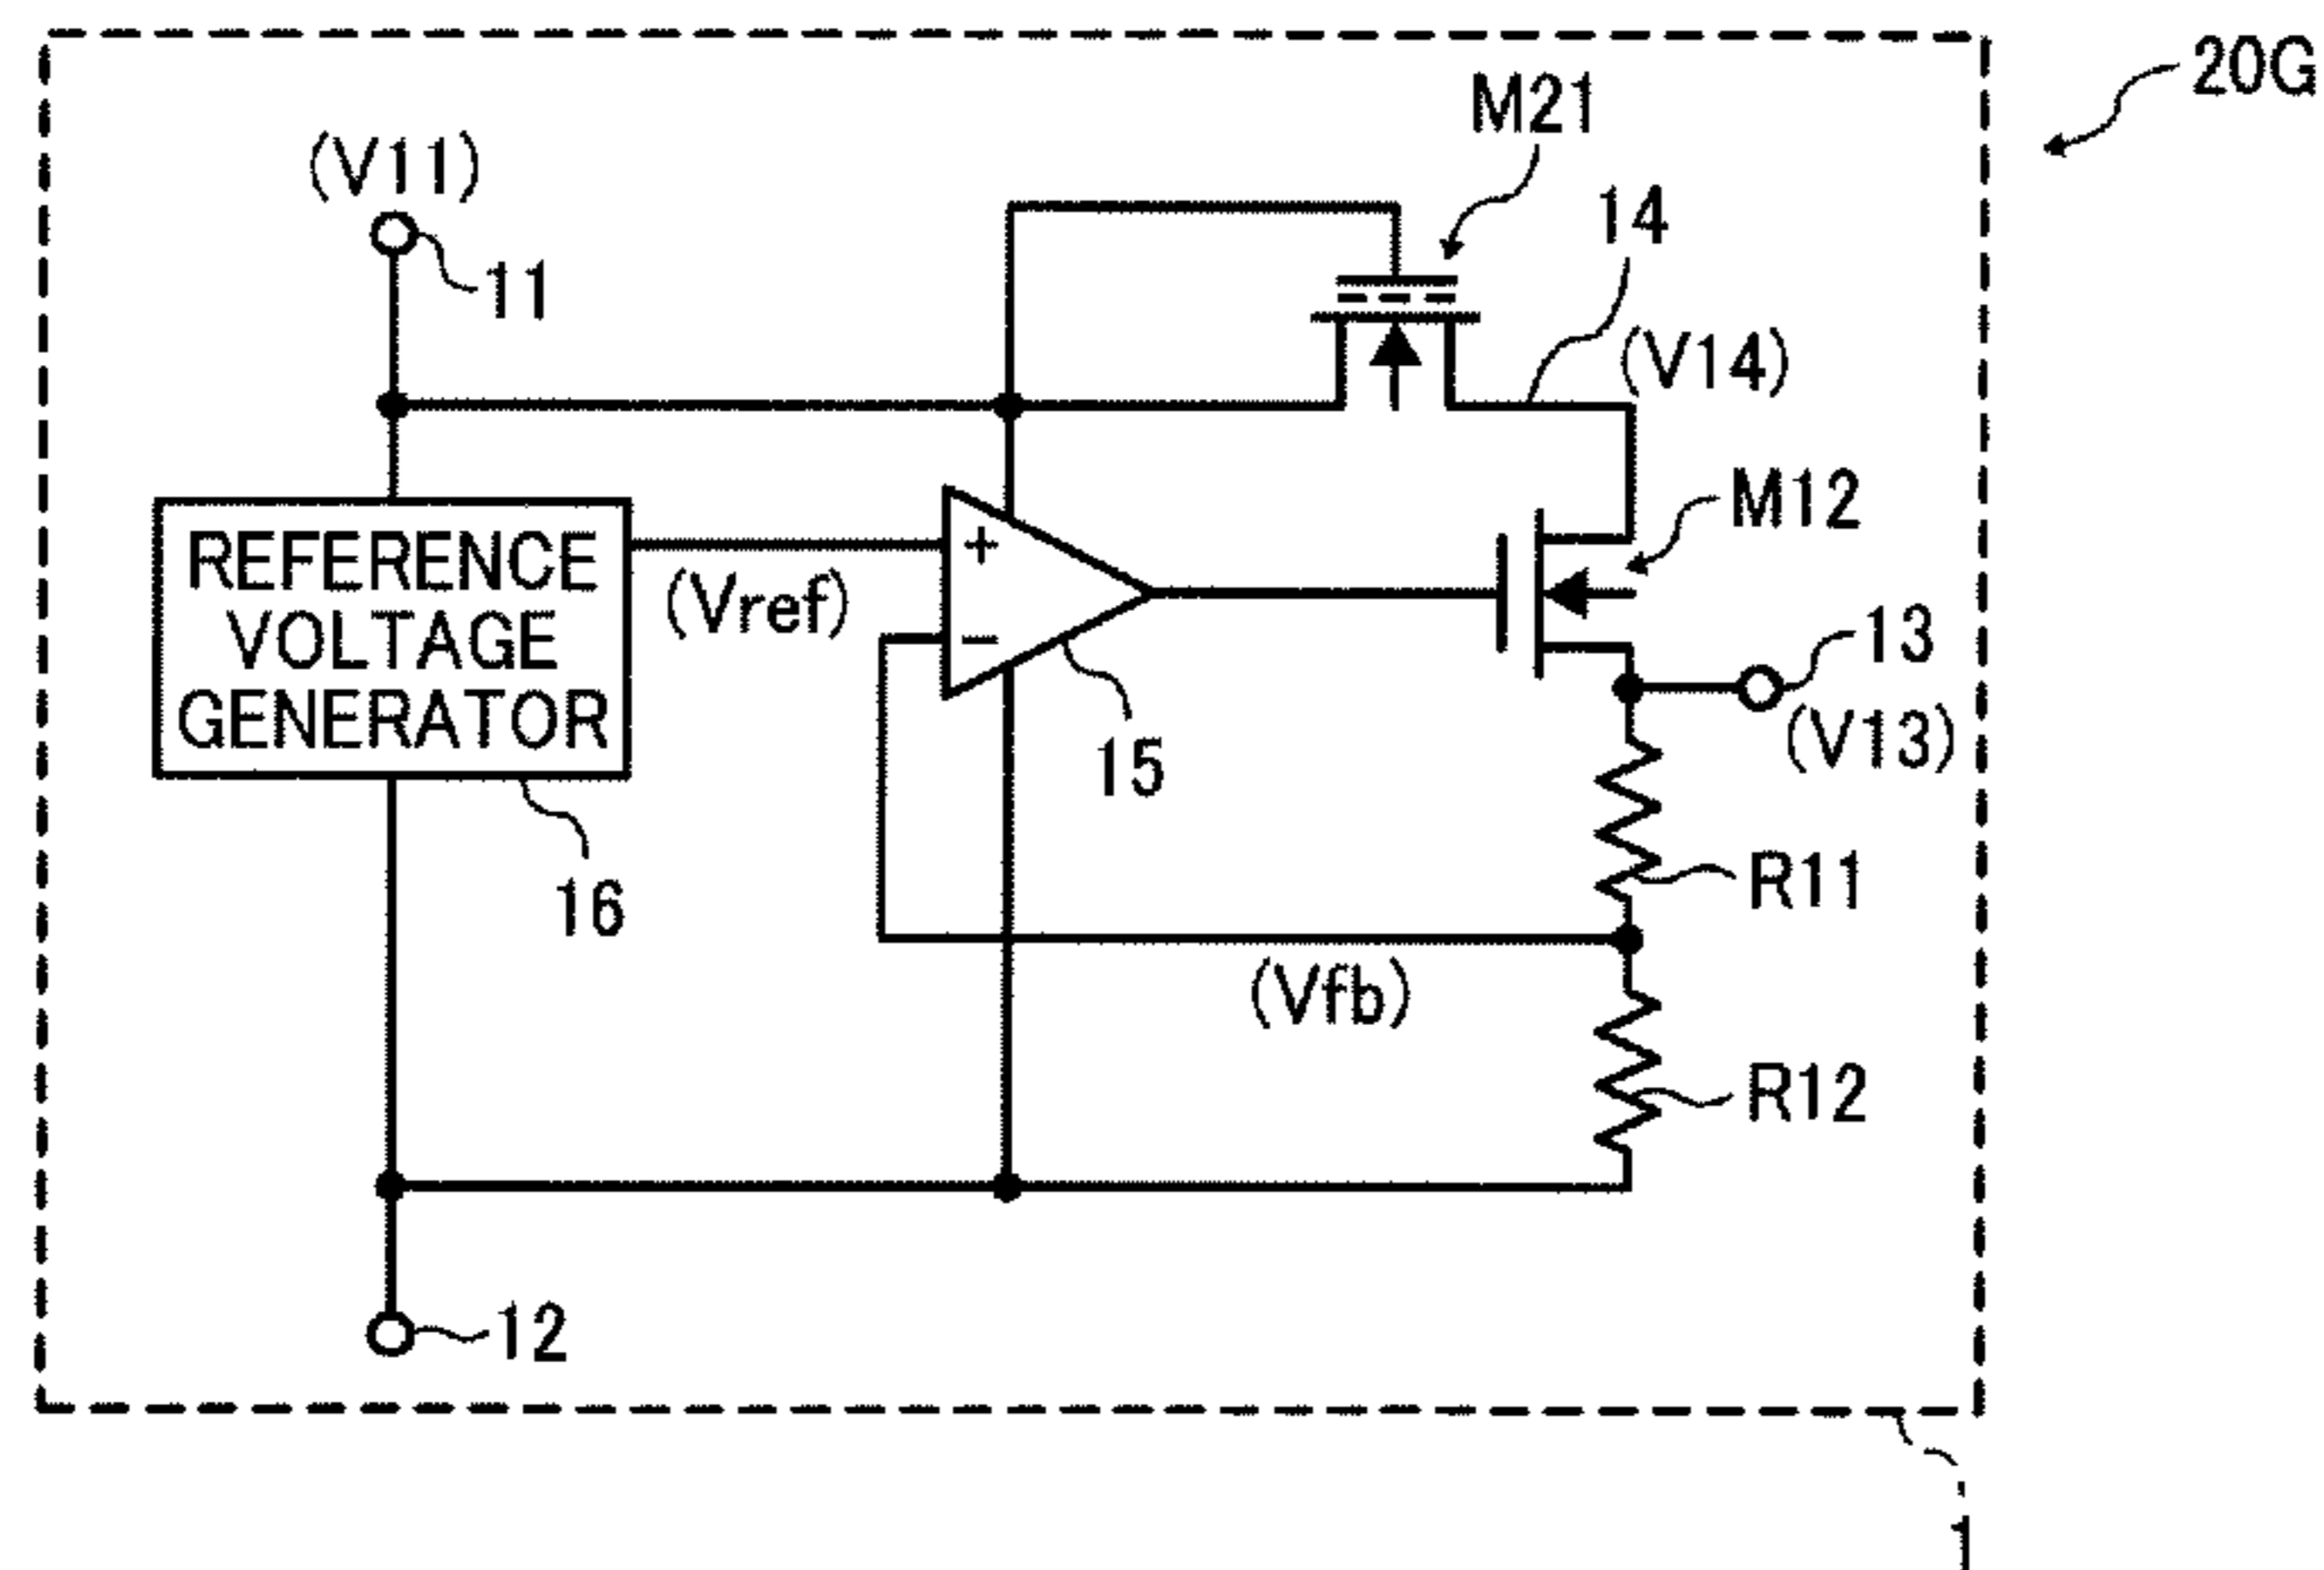 20G
M21
(V11)
14
11
(V14)
M12
REFERENCE
VOLTAGE
GENERATOR
(Vref)
+
−
13
(V13)
15
R11
16
(Vfb)
R12
12
1